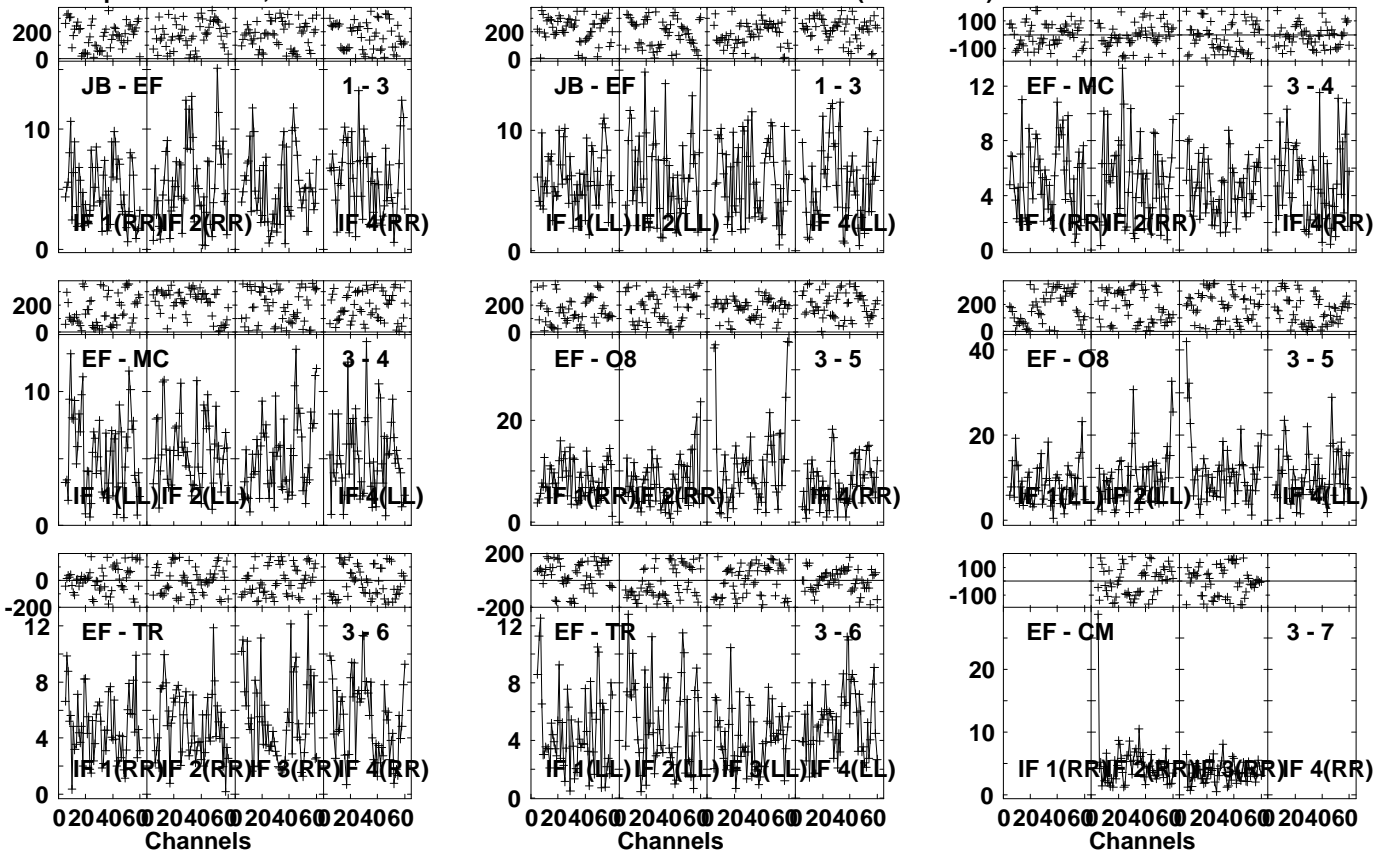 200 200 100
0 0 -100
JB - EF 1 - 3 JB - EF 1 - 3 EF - MC 3 - 4
10 10 12
8
4
0 0 0
IF 1(RR) IF 2(RR) IF 4(RR) IF 1(LL) IF 2(LL) IF 4(LL) IF 1(RR) IF 2(RR) IF 4(RR)
200 200 200
0 0 0
EF - MC 3 - 4 EF - O8 3 - 5 EF - O8 3 - 5
10 20 40
20
0 0 0
IF 1(LL) IF 2(LL) IF 4(LL) IF 1(RR) IF 2(RR) IF 4(RR) IF 1(LL) IF 2(LL) IF 4(LL)
0 200 100
-200 0 -100
-200
EF - TR 3 - 6 EF - TR 3 - 6 EF - CM 3 - 7
12 12 20
8 8 10
4 4 0
0 0
IF 1(RR) IF 2(RR) IF 3(RR) IF 4(RR) IF 1(LL) IF 2(LL) IF 3(LL) IF 4(LL) IF 1(RR) IF 2(RR) IF 3(RR) IF 4(RR)
0 20 40 60 0 20 40 60 0 20 40 60 0 20 40 60 0 20 40 60 0 20 40 60 0 20 40 60 0 20 40 60 0 20 40 60 0 20 40 60 0 20 40 60 0 20 40 60
Channels Channels Channels